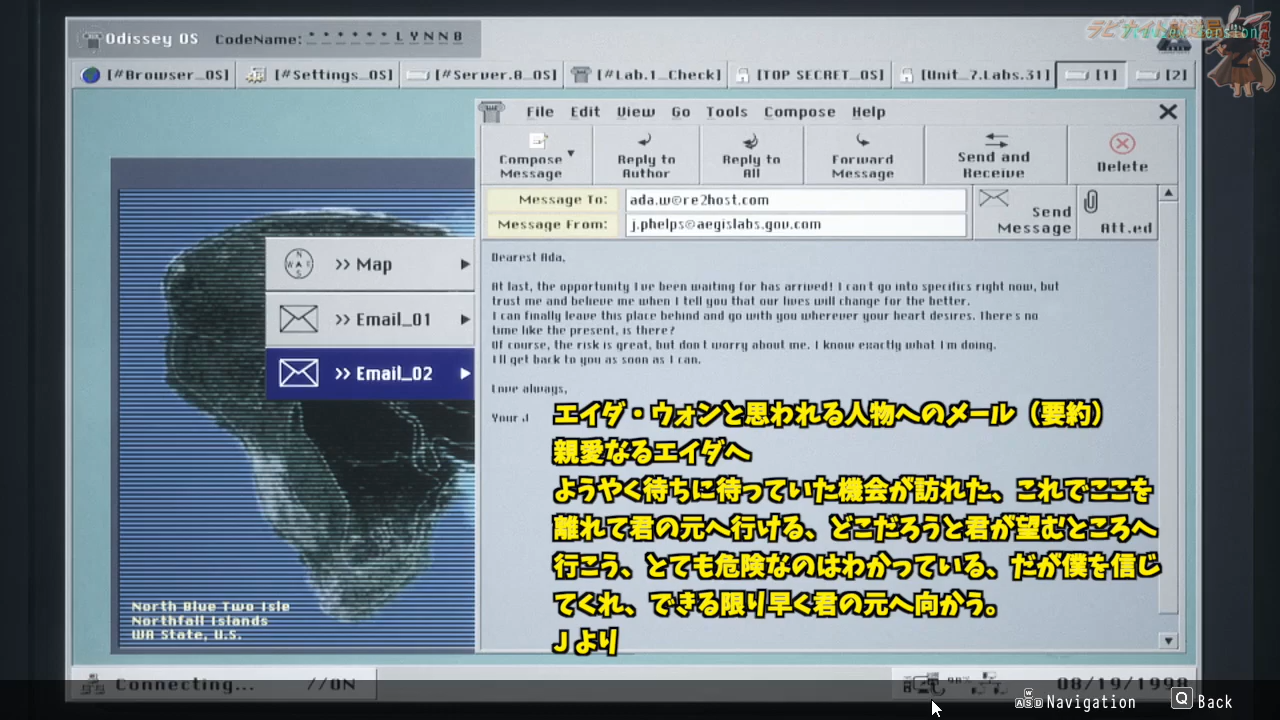 Odissey OS CodeName: * * * * * * L Y N N 8
ラビナイト放送局
[#Browser_OS] [#Settings_OS] [#Server.8_OS] [#Lab.1_Check] [TOP SECRET_OS] [Unit_7.Labs.31] [1] [2]
File Edit View Go Tools Compose Help
Compose Message
Reply to Author
Reply to All
Forward Message
Send and Receive
Delete
Message To: ada.w@re2host.com
Message From: j.phelps@aegislabs.gov.com
Send Message
Att.ed
>> Map
>> Email_01
>> Email_02
Dearest Ada,
At last, the opportunity I've been waiting for has arrived! I can't go into specifics right now, but
trust me and believe me when I tell you that our lives will change for the better.
I can finally leave this place behind and go with you wherever your heart desires. There's no
time like the present, is there?
Of course, the risk is great, but don't worry about me. I know exactly what I'm doing.
I'll get back to you as soon as I can.
Love always,
Your J
エイダ・ウォンと思われる人物へのメール（要約）
親愛なるエイダへ
ようやく待ちに待っていた機会が訪れた、これでここを
離れて君の元へ行ける、どこだろうと君が望むところへ
行こう、とても危険なのはわかっている、だが僕を信じ
てくれ、できる限り早く君の元へ向かう。
Jより
North Blue Two Isle
Northfall Islands
WA State, U.S.
Connecting... //ON
08/19/1998
W
A S D Navigation
Q Back